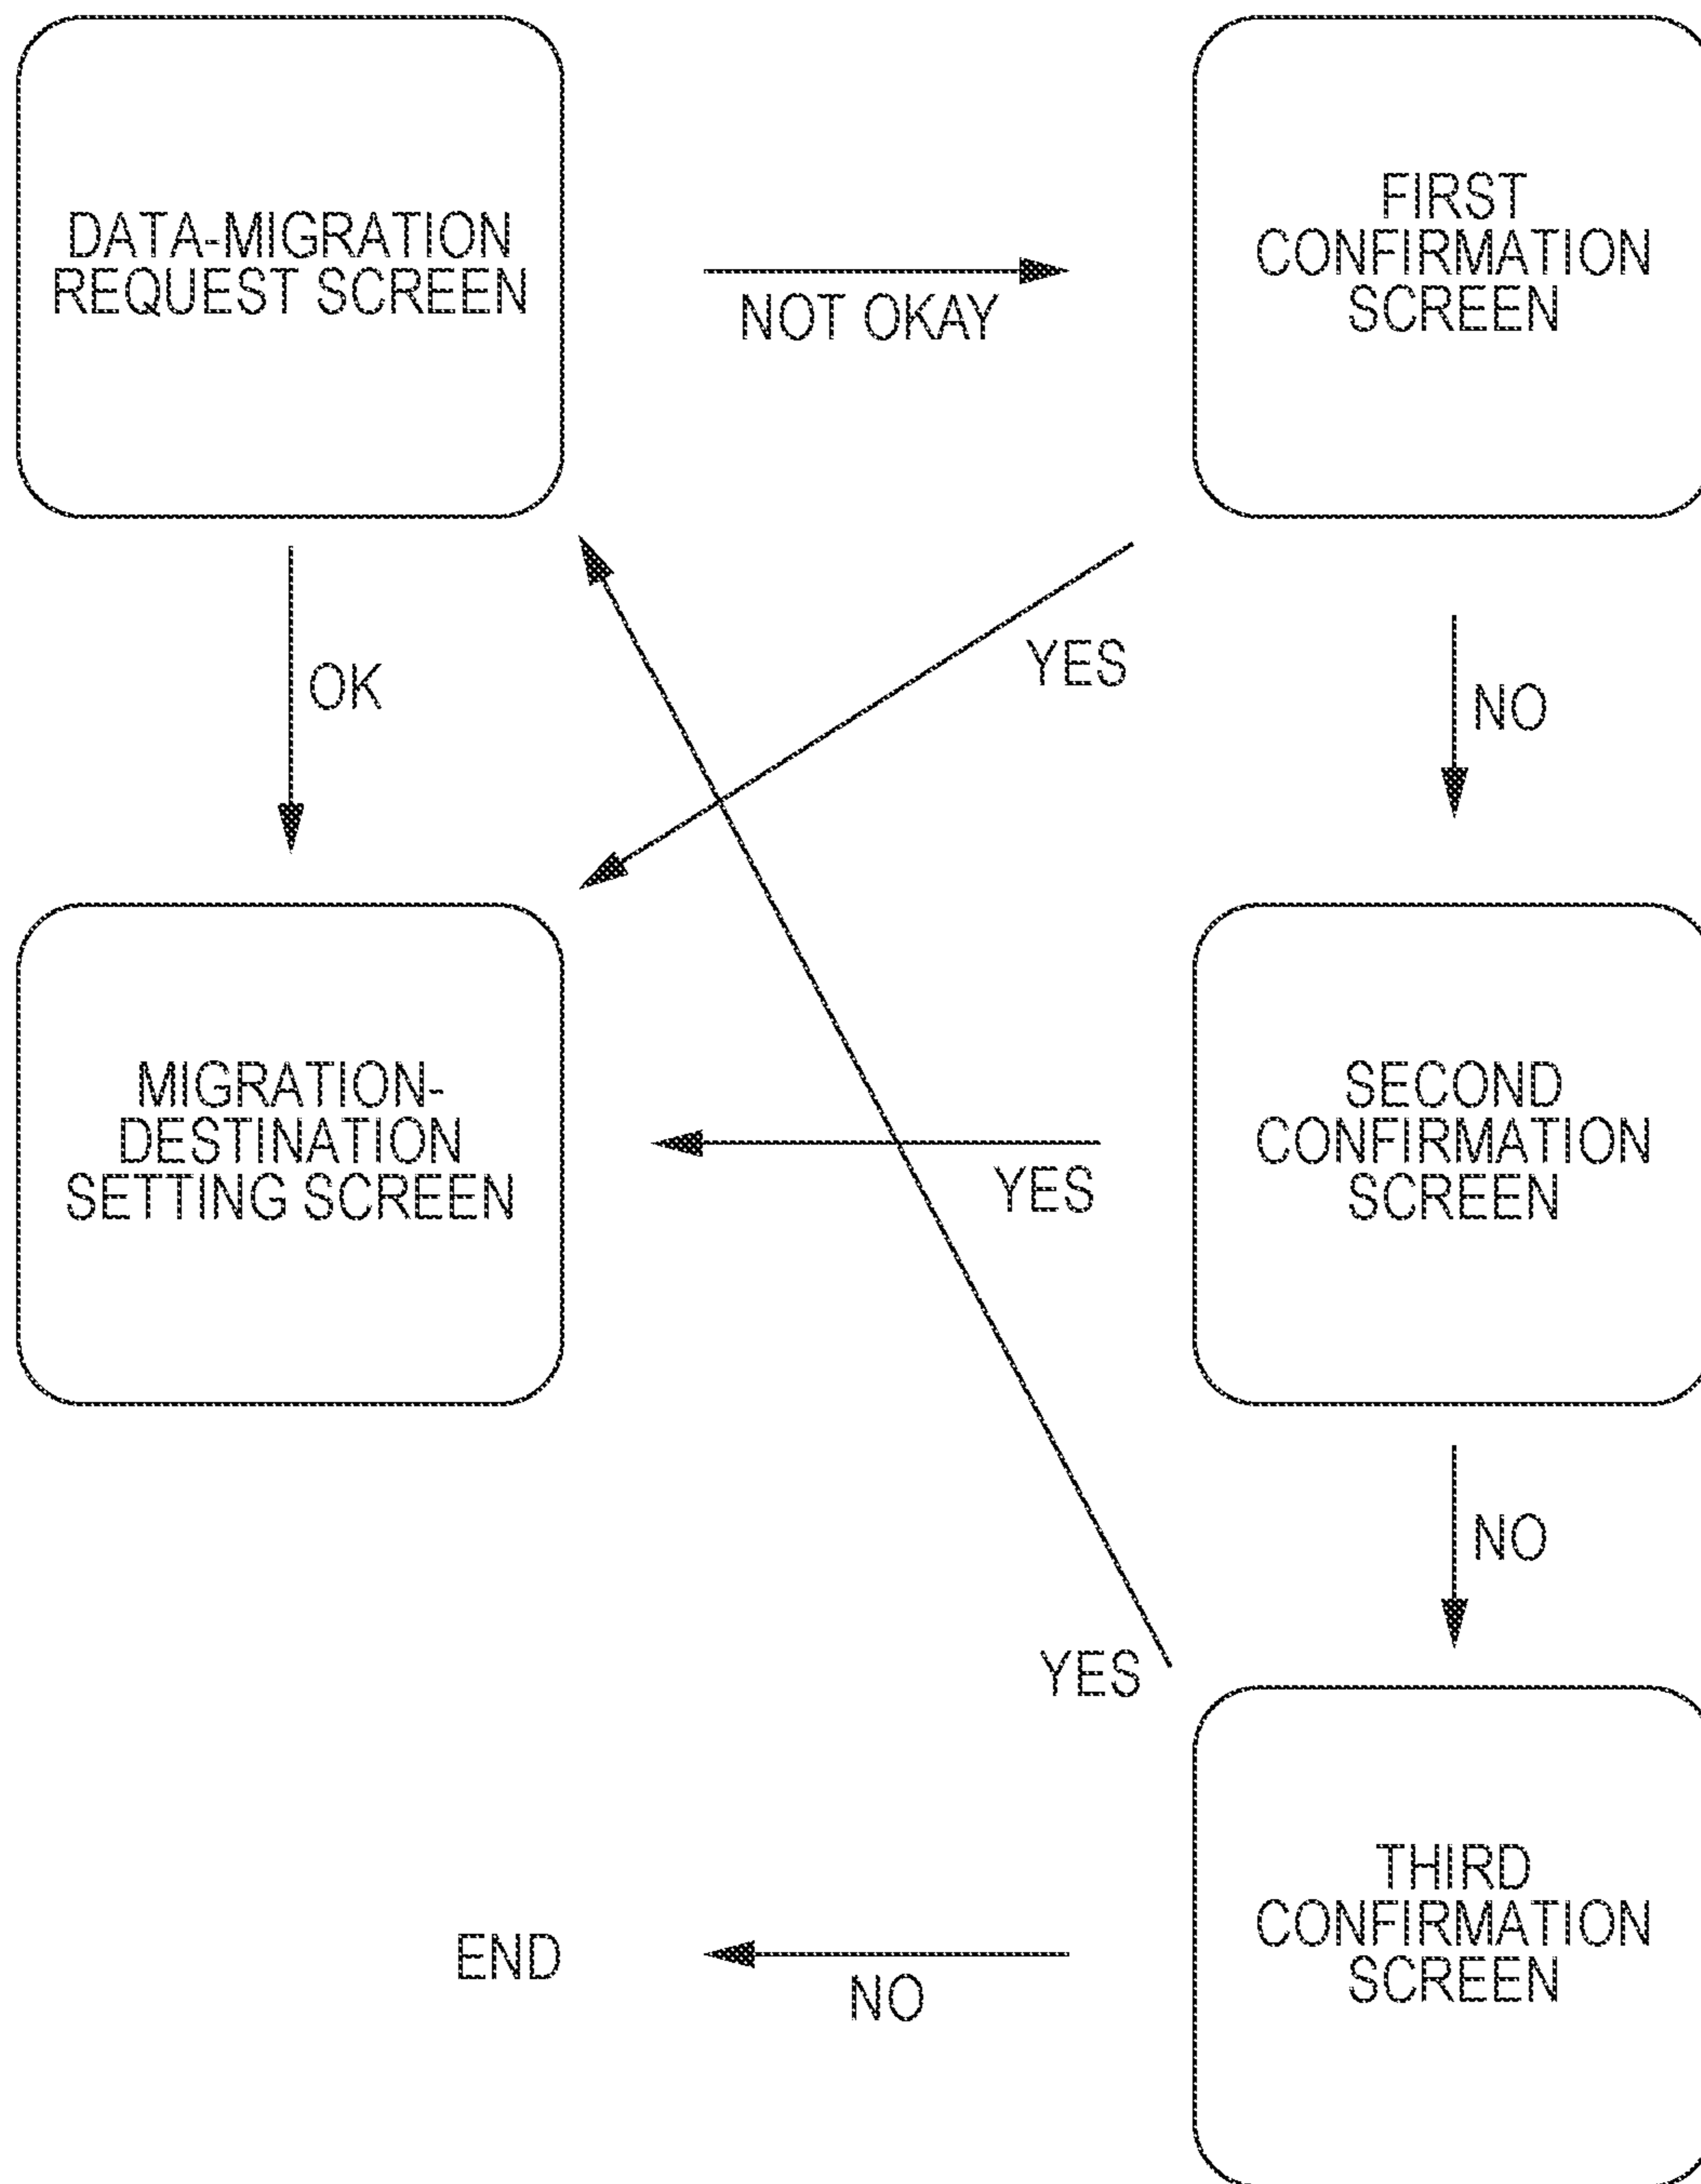 DATA-MIGRATION
REQUEST SCREEN
NOT OKAY
FIRST
CONFIRMATION
SCREEN
OK
YES
NO
MIGRATION-
DESTINATION
SETTING SCREEN
YES
SECOND
CONFIRMATION
SCREEN
NO
YES
END
NO
THIRD
CONFIRMATION
SCREEN